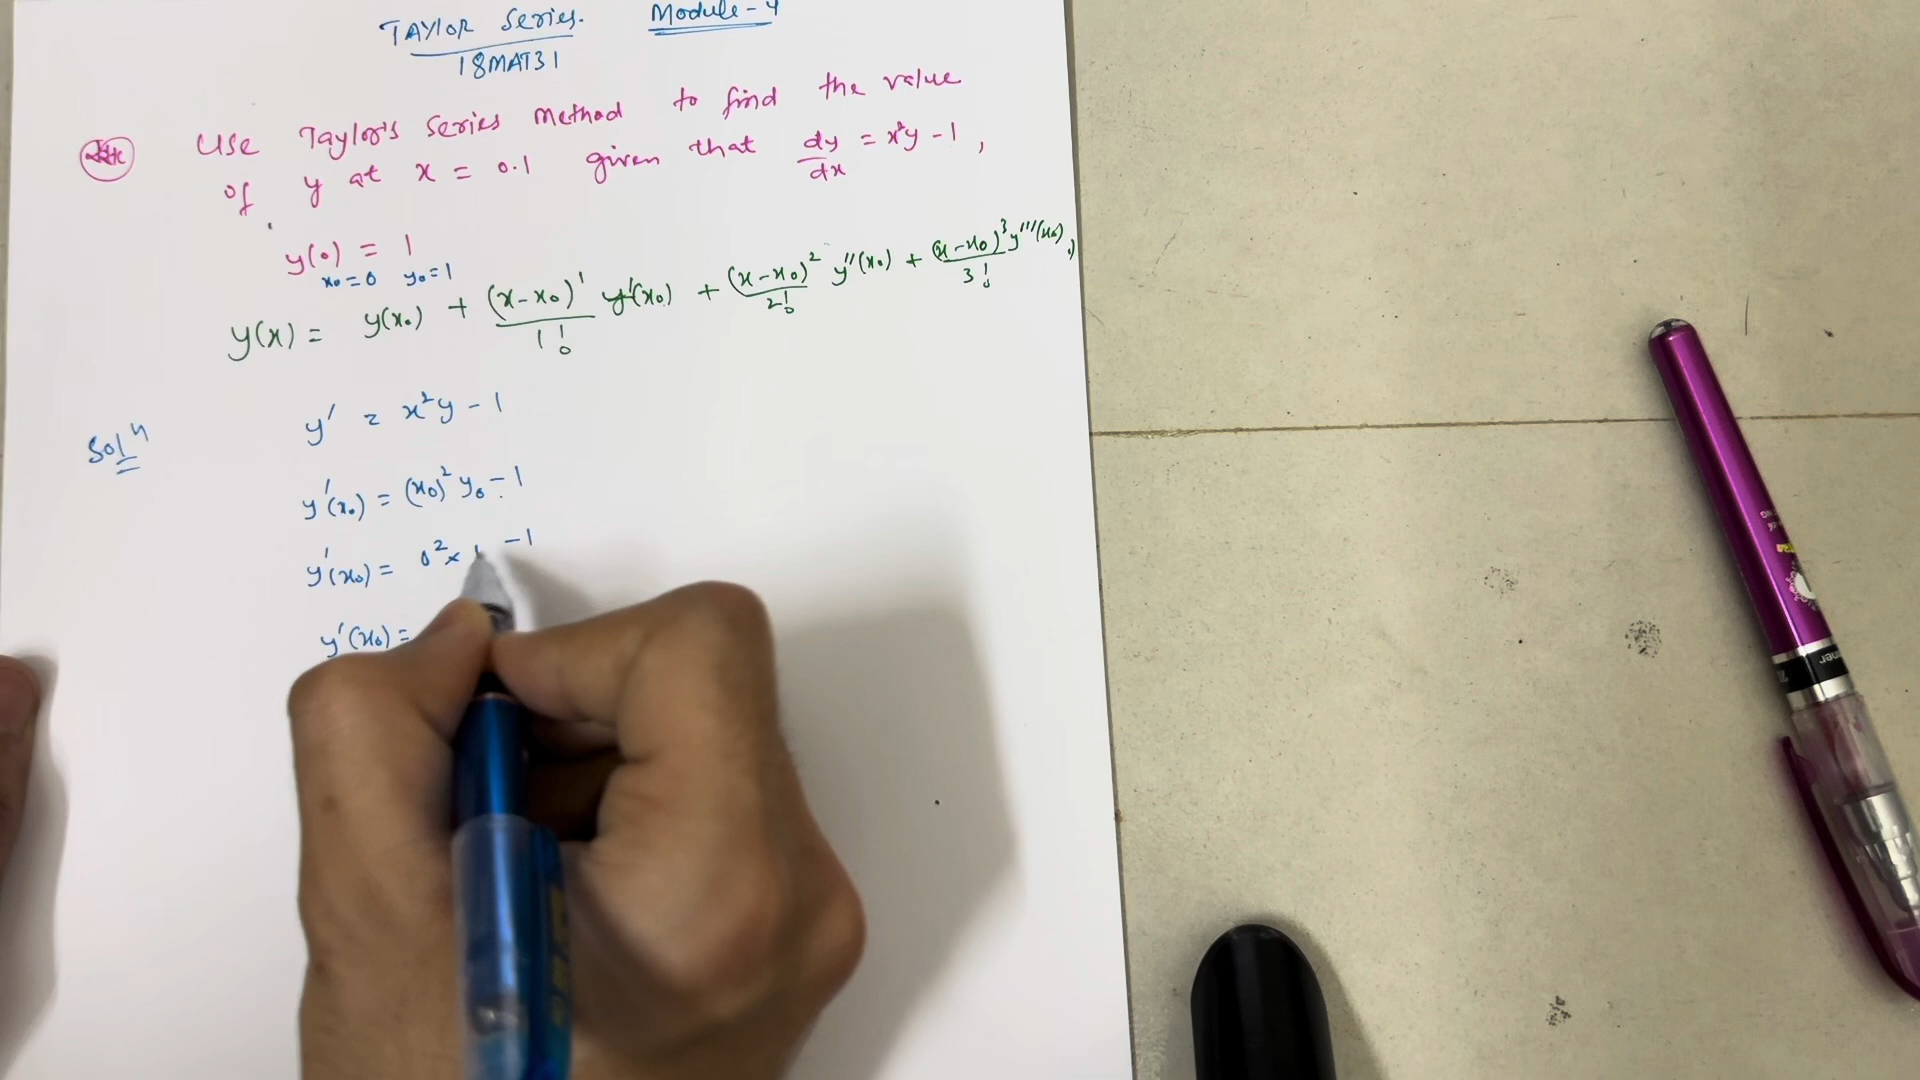 TAYlor Series. Module - 4
18MAT31
Use Taylor's Series Method to find the value
of y at x = 0.1 given that dy/dx = x²y - 1 ,
y(0) = 1
x₀ = 0 y₀ = 1
y(x) = y(x₀) + (x-x₀)'/1! y'(x₀) + (x-x₀)²/2! y''(x₀) + (x-x₀)³/3! y'''(x₀)
Solⁿ y' = x²y - 1
y'(x₀) = (x₀)² y₀ - 1
y'(x₀) = 0² × 1 - 1
y'(x₀) =